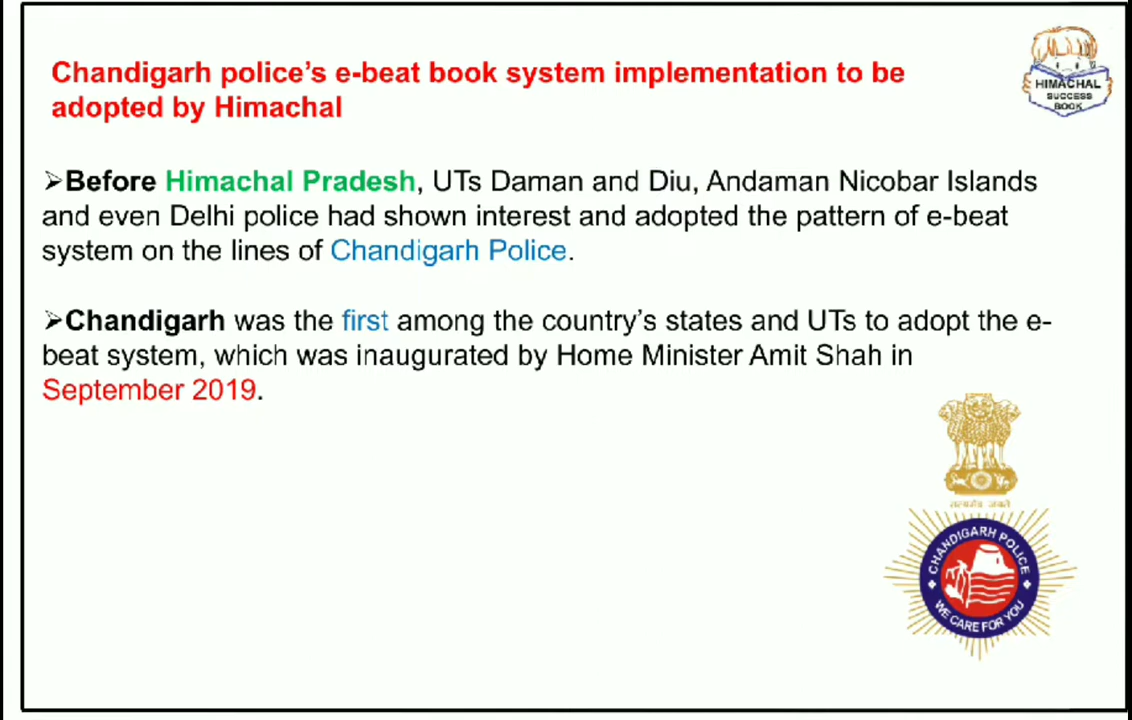 Chandigarh police's e-beat book system implementation to be
adopted by Himachal
HIMACHAL
SUCCESS
BOOK
➢Before Himachal Pradesh, UTs Daman and Diu, Andaman Nicobar Islands
and even Delhi police had shown interest and adopted the pattern of e-beat
system on the lines of Chandigarh Police.
➢Chandigarh was the first among the country's states and UTs to adopt the e-
beat system, which was inaugurated by Home Minister Amit Shah in
September 2019.
CHANDIGARH POLICE
WE CARE FOR YOU